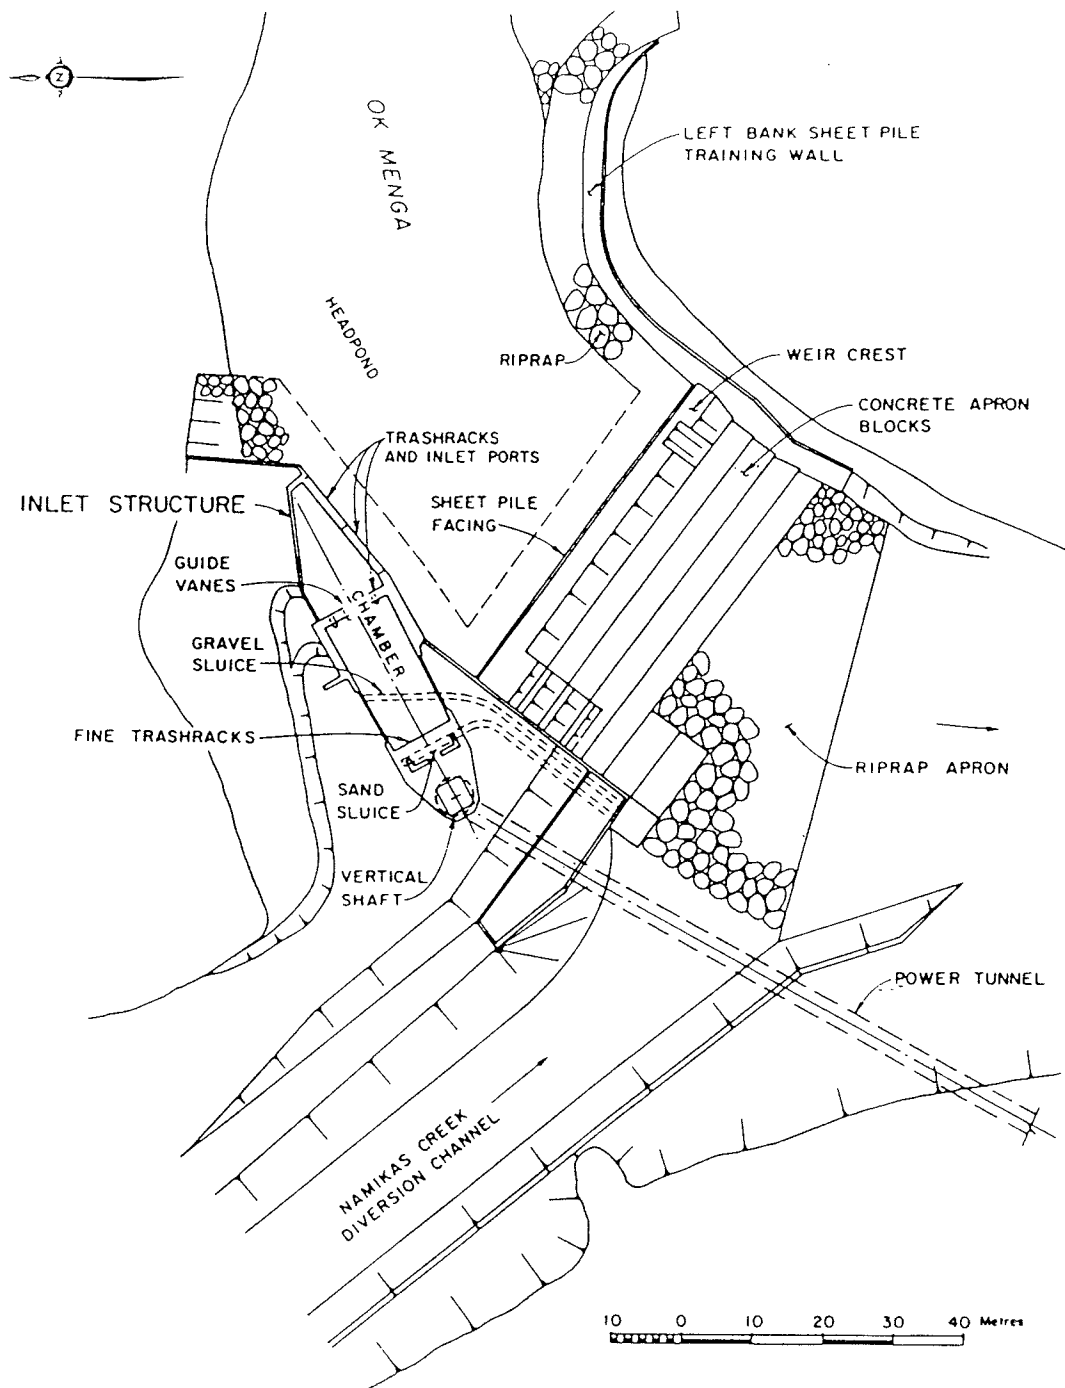 Z
OK MENGA
LEFT BANK SHEET PILE
TRAINING WALL
HEADPOND
RIPRAP
WEIR CREST
CONCRETE APRON
BLOCKS
TRASHRACKS
AND INLET PORTS
INLET STRUCTURE
SHEET PILE
FACING
GUIDE
VANES
CHAMBER
GRAVEL
SLUICE
FINE TRASHRACKS
SAND
SLUICE
RIPRAP APRON
VERTICAL
SHAFT
POWER TUNNEL
NAMIKAS CREEK
DIVERSION CHANNEL
10 0 10 20 30 40 Metres